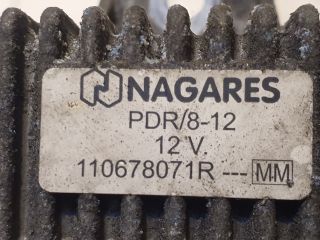 NAGARES
PDR/8-12
12 V.
110678071R --- MM